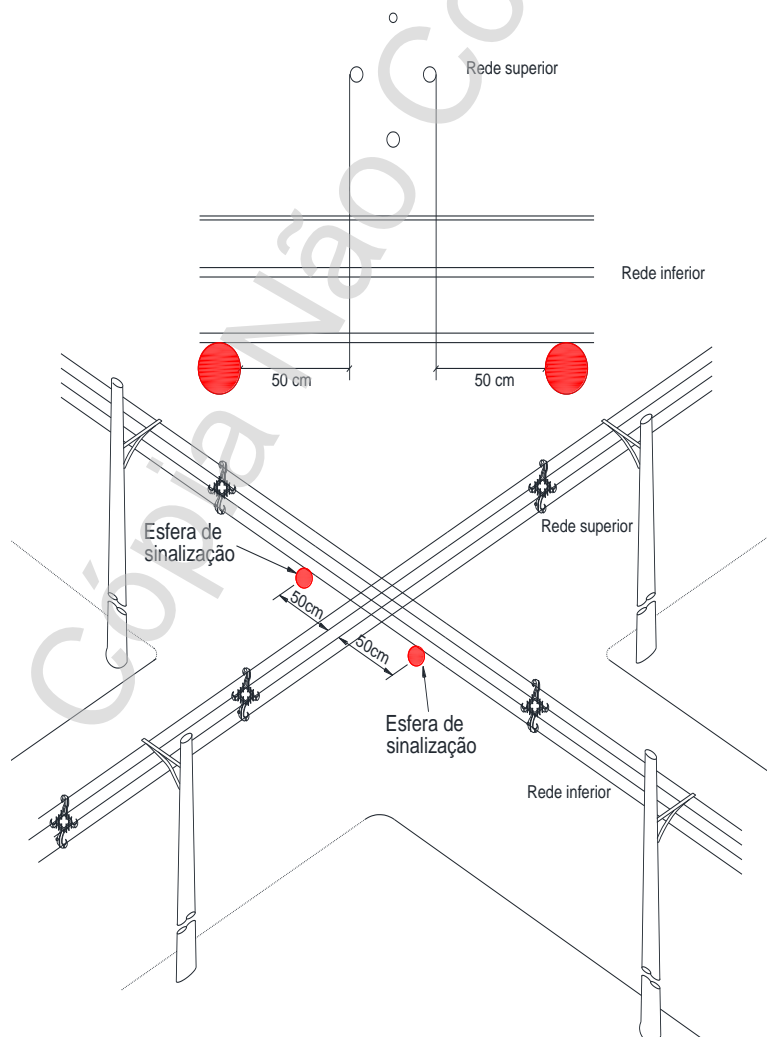 Rede superior
Rede inferior
50 cm
50 cm
Rede superior
Esfera de
sinalização
50cm
50cm
Esfera de
sinalização
Rede inferior
Cópia Não Co